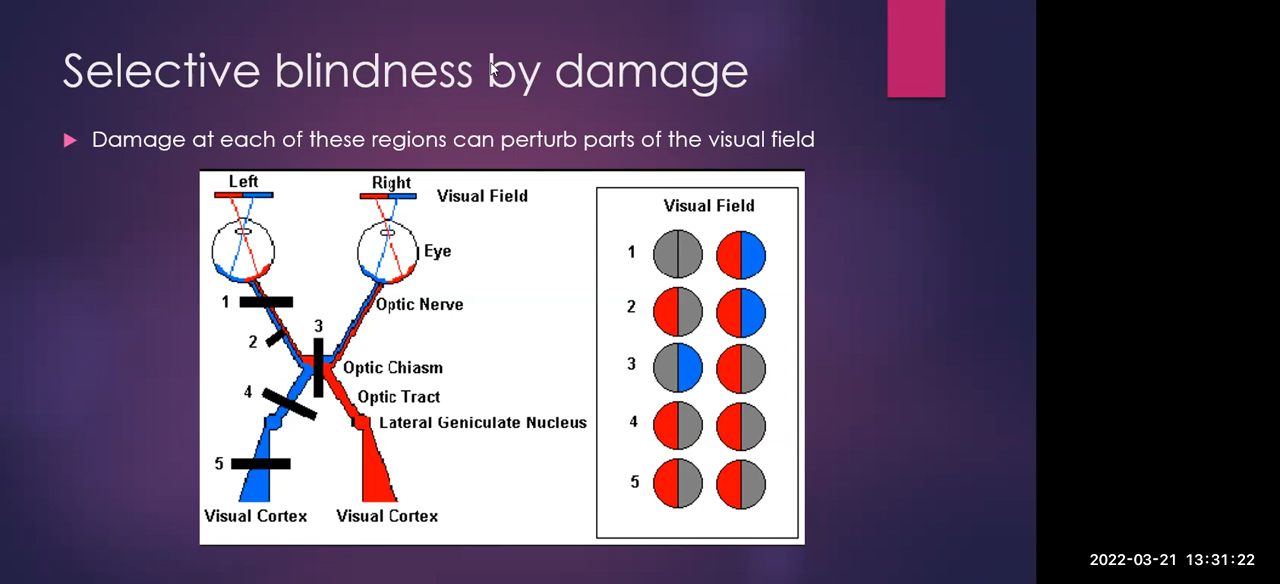 Selective blindness by damage
Damage at each of these regions can perturb parts of the visual field
Left
Right
Visual Field
Eye
1
Optic Nerve
2
3
Optic Chiasm
4
Optic Tract
Lateral Geniculate Nucleus
5
Visual Cortex
Visual Cortex
Visual Field
1
2
3
4
5
2022-03-21 13:31:22